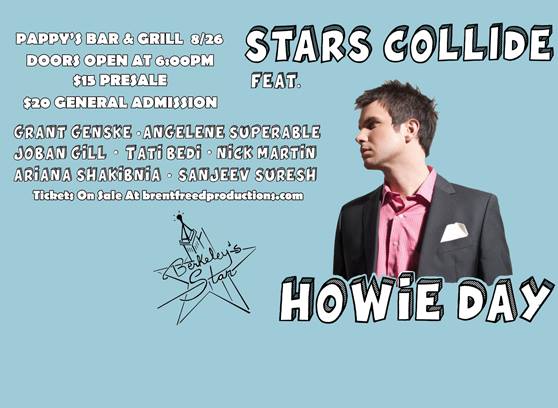 PAPPY'S BAR & GRILL 8/26
DOORS OPEN AT 6:00PM
$15 PRESALE
$20 GENERAL ADMISSION
GRANT GENSKE · ANGELENE SUPERABLE
JOBAN GILL · TATI BEDI · NICK MARTIN
ARIANA SHAKIBNIA · SANJEEV SURESH
Tickets On Sale At brentfreedproductions.com
Berkeley's
Star
STARS COLLIDE
FEAT.
HOWIE DAY